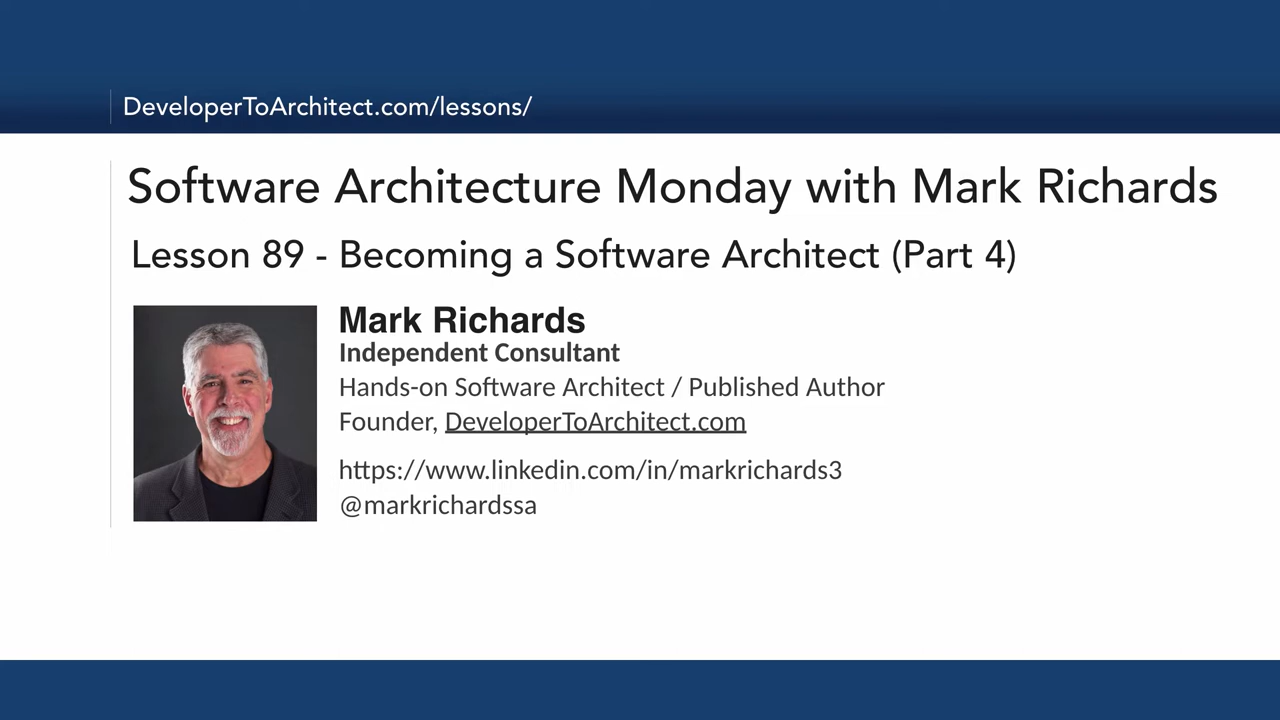 DeveloperToArchitect.com/lessons/
Software Architecture Monday with Mark Richards
Lesson 89 - Becoming a Software Architect (Part 4)
Mark Richards
Independent Consultant
Hands-on Software Architect / Published Author
Founder, DeveloperToArchitect.com
https://www.linkedin.com/in/markrichards3
@markrichardssa